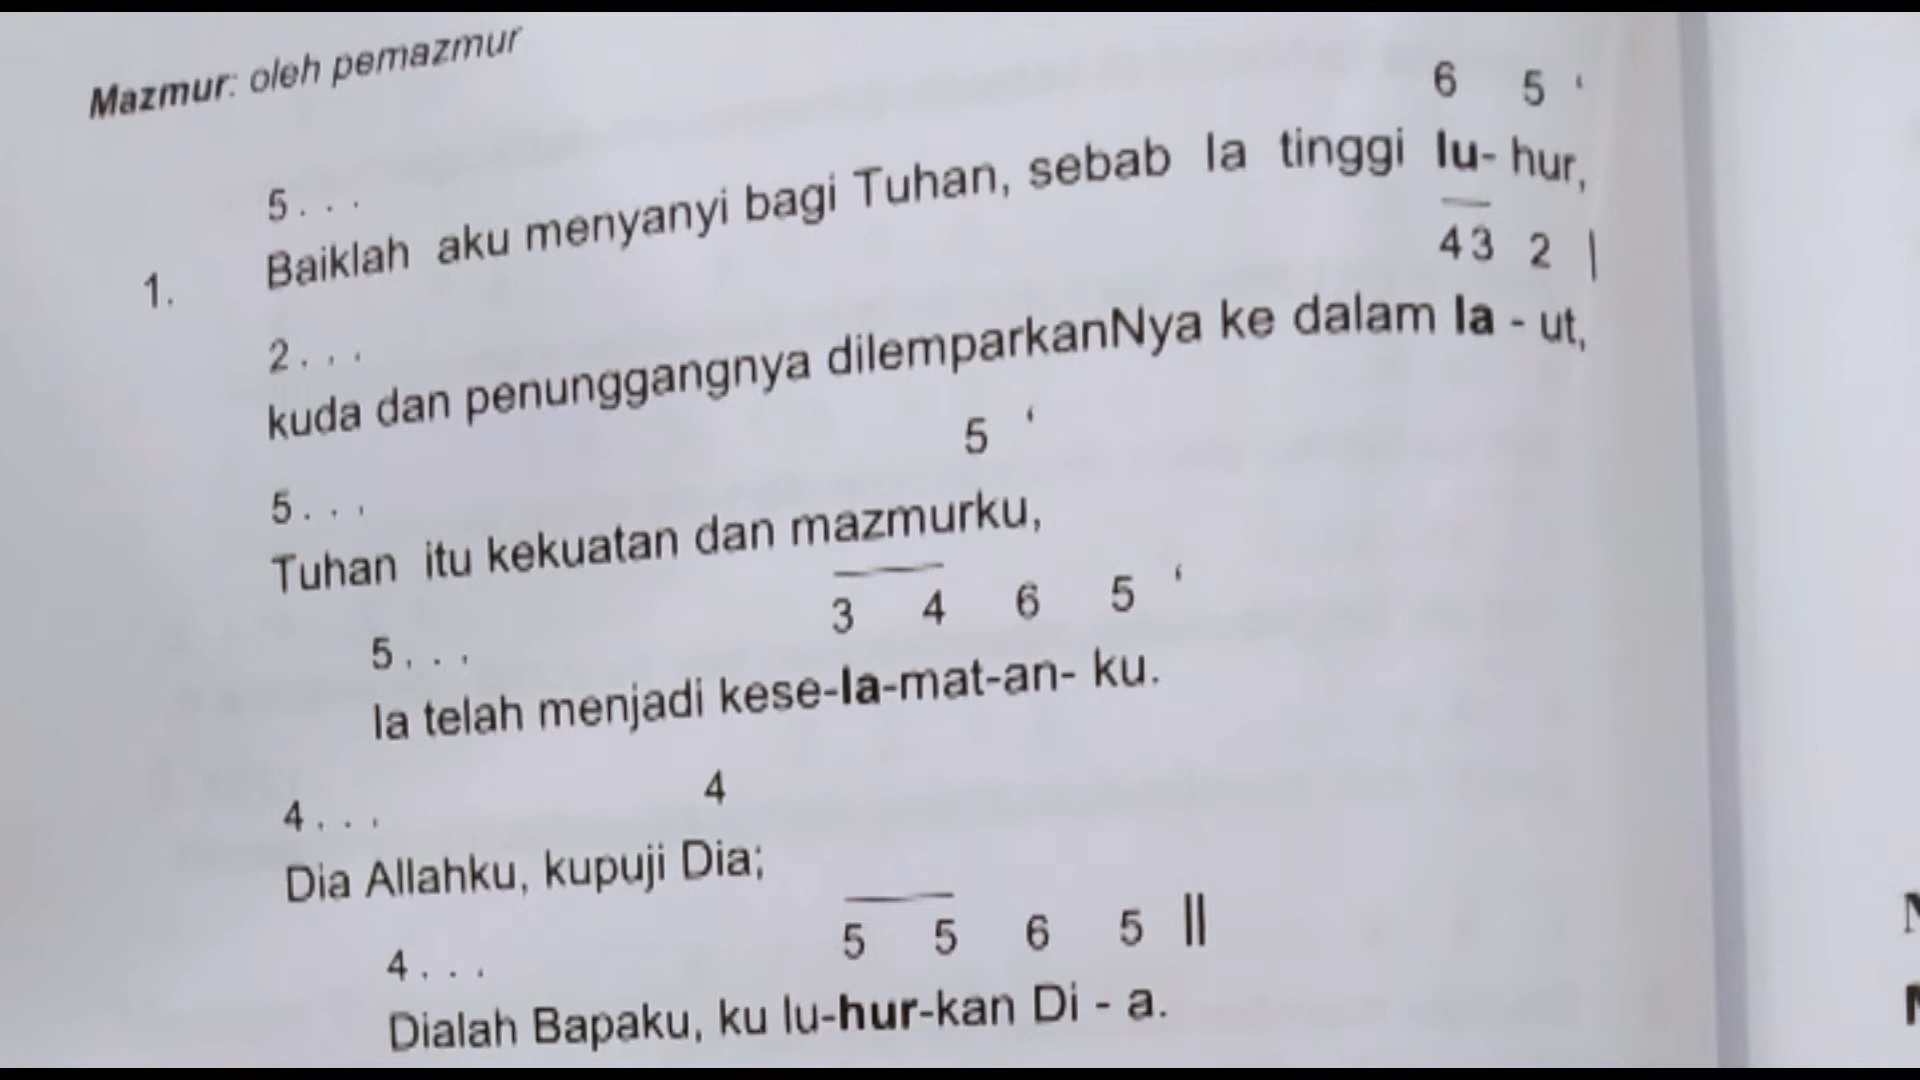 Mazmur: oleh pemazmur
6 5 '
5. . .
1. Baiklah aku menyanyi bagi Tuhan, sebab Ia tinggi lu- hur,
43 2 |
2. . .
kuda dan penunggangnya dilemparkanNya ke dalam la - ut,
5 '
5. . .
Tuhan itu kekuatan dan mazmurku,
3 4 6 5 '
5. . .
Ia telah menjadi kese-la-mat-an- ku.
4
4. . .
Dia Allahku, kupuji Dia;
5 5 6 5 ||
4. . .
Dialah Bapaku, ku lu-hur-kan Di - a.